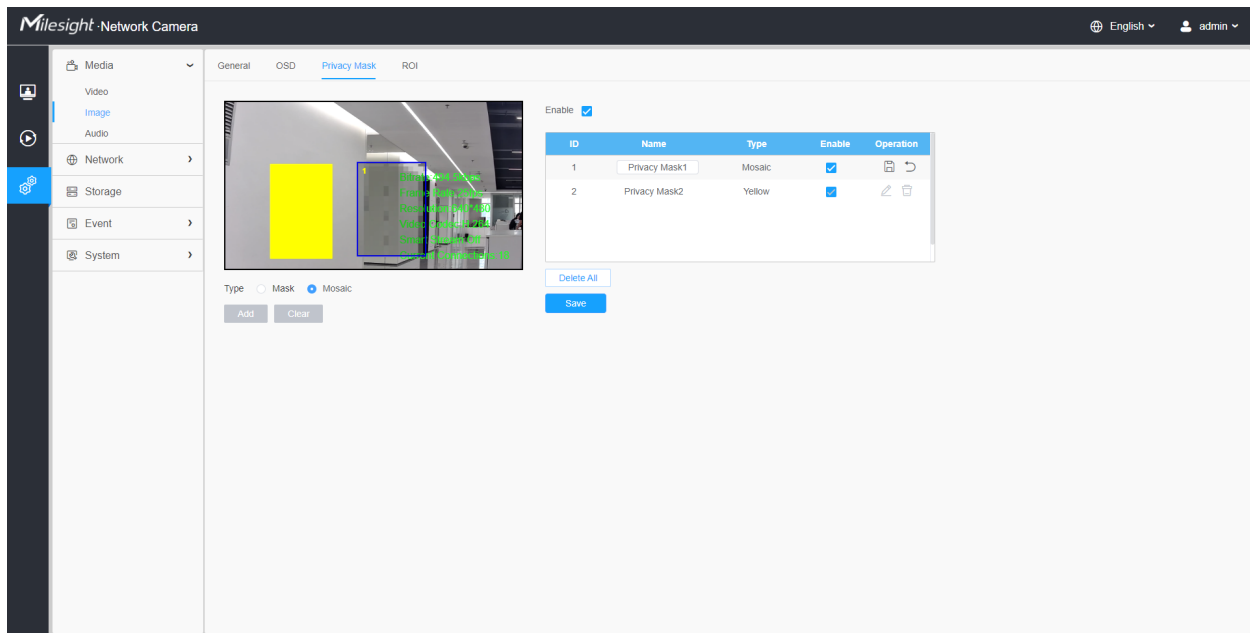 Milesight ·Network Camera
English
admin
Media
Video
Image
Audio
Network
Storage
Event
System
General OSD Privacy Mask ROI
1
Type Mask Mosaic
Add Clear
Enable
ID Name Type Enable Operation
1 Privacy Mask1 Mosaic
2 Privacy Mask2 Yellow
Delete All
Save